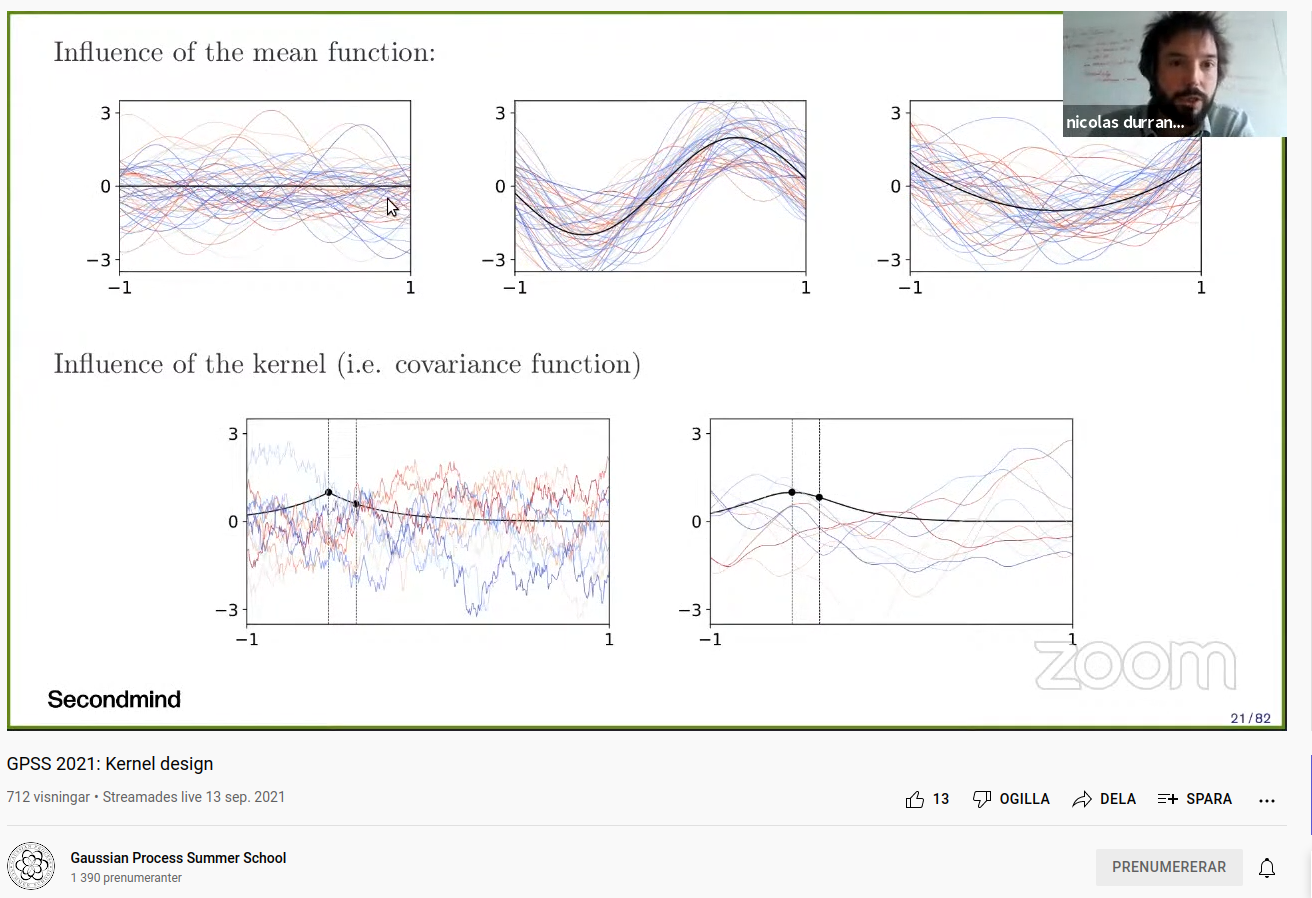 Influence of the mean function:
nicolas durran...
3
0
−3
−1
1
3
0
−3
−1
1
0
−3
−1
1
Influence of the kernel (i.e. covariance function)
3
0
−3
−1
1
3
0
−3
−1
1
zoom
Secondmind
21/82
GPSS 2021: Kernel design
712 visningar • Streamades live 13 sep. 2021
13
OGILLA
DELA
SPARA
Gaussian Process Summer School
1 390 prenumeranter
PRENUMERERAR